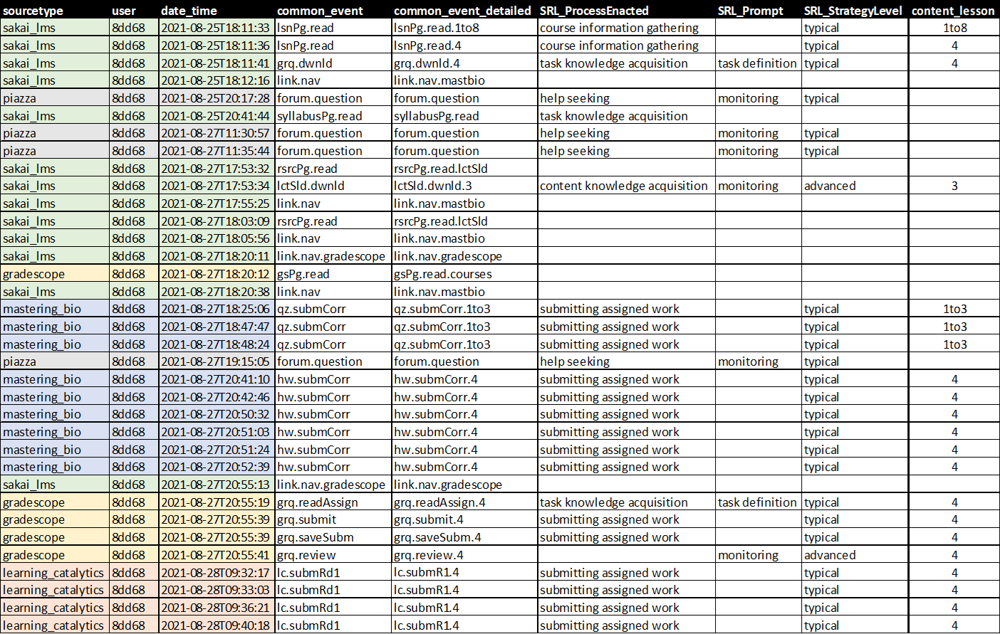 sourcetype user date_time common_event common_event_detailed SRL_ProcessEnacted SRL_Prompt SRL_StrategyLevel content_lesson
sakai_lms 8dd68 2021-08-25T18:11:33 lsnPg.read lsnPg.read.1to8 course information gathering typical 1to8
sakai_lms 8dd68 2021-08-25T18:11:36 lsnPg.read lsnPg.read.4 course information gathering typical 4
sakai_lms 8dd68 2021-08-25T18:11:41 grq.dwnld grq.dwnld.4 task knowledge acquisition task definition typical 4
sakai_lms 8dd68 2021-08-25T18:12:16 link.nav link.nav.mastbio
piazza 8dd68 2021-08-25T20:17:28 forum.question forum.question help seeking monitoring typical
sakai_lms 8dd68 2021-08-25T20:41:44 syllabusPg.read syllabusPg.read task knowledge acquisition
piazza 8dd68 2021-08-27T11:30:57 forum.question forum.question help seeking monitoring typical
piazza 8dd68 2021-08-27T11:35:44 forum.question forum.question help seeking monitoring typical
sakai_lms 8dd68 2021-08-27T17:53:32 rsrcPg.read rsrcPg.read.lctSld
sakai_lms 8dd68 2021-08-27T17:53:34 lctSld.dwnld lctSld.dwnld.3 content knowledge acquisition monitoring advanced 3
sakai_lms 8dd68 2021-08-27T17:55:25 link.nav link.nav.mastbio
sakai_lms 8dd68 2021-08-27T18:03:09 rsrcPg.read rsrcPg.read.lctSld
sakai_lms 8dd68 2021-08-27T18:05:56 link.nav link.nav.mastbio
sakai_lms 8dd68 2021-08-27T18:20:11 link.nav.gradescope link.nav.gradescope
gradescope 8dd68 2021-08-27T18:20:12 gsPg.read gsPg.read.courses
sakai_lms 8dd68 2021-08-27T18:20:38 link.nav link.nav.mastbio
mastering_bio 8dd68 2021-08-27T18:25:06 qz.submCorr qz.submCorr.1to3 submitting assigned work typical 1to3
mastering_bio 8dd68 2021-08-27T18:47:47 qz.submCorr qz.submCorr.1to3 submitting assigned work typical 1to3
mastering_bio 8dd68 2021-08-27T18:48:24 qz.submCorr qz.submCorr.1to3 submitting assigned work typical 1to3
piazza 8dd68 2021-08-27T19:15:05 forum.question forum.question help seeking monitoring typical
mastering_bio 8dd68 2021-08-27T20:41:10 hw.submCorr hw.submCorr.4 submitting assigned work typical 4
mastering_bio 8dd68 2021-08-27T20:42:46 hw.submCorr hw.submCorr.4 submitting assigned work typical 4
mastering_bio 8dd68 2021-08-27T20:50:32 hw.submCorr hw.submCorr.4 submitting assigned work typical 4
mastering_bio 8dd68 2021-08-27T20:51:03 hw.submCorr hw.submCorr.4 submitting assigned work typical 4
mastering_bio 8dd68 2021-08-27T20:51:24 hw.submCorr hw.submCorr.4 submitting assigned work typical 4
mastering_bio 8dd68 2021-08-27T20:52:39 hw.submCorr hw.submCorr.4 submitting assigned work typical 4
sakai_lms 8dd68 2021-08-27T20:55:13 link.nav.gradescope link.nav.gradescope
gradescope 8dd68 2021-08-27T20:55:19 grq.readAssign grq.readAssign.4 task knowledge acquisition task definition typical 4
gradescope 8dd68 2021-08-27T20:55:39 grq.submit grq.submit.4 submitting assigned work typical 4
gradescope 8dd68 2021-08-27T20:55:39 grq.saveSubm grq.saveSubm.4 submitting assigned work typical 4
gradescope 8dd68 2021-08-27T20:55:41 grq.review grq.review.4 monitoring advanced 4
learning_catalytics 8dd68 2021-08-28T09:32:17 lc.submRd1 lc.submR1.4 submitting assigned work typical 4
learning_catalytics 8dd68 2021-08-28T09:33:03 lc.submRd1 lc.submR1.4 submitting assigned work typical 4
learning_catalytics 8dd68 2021-08-28T09:36:21 lc.submRd1 lc.submR1.4 submitting assigned work typical 4
learning_catalytics 8dd68 2021-08-28T09:40:18 lc.submRd1 lc.submR1.4 submitting assigned work typical 4